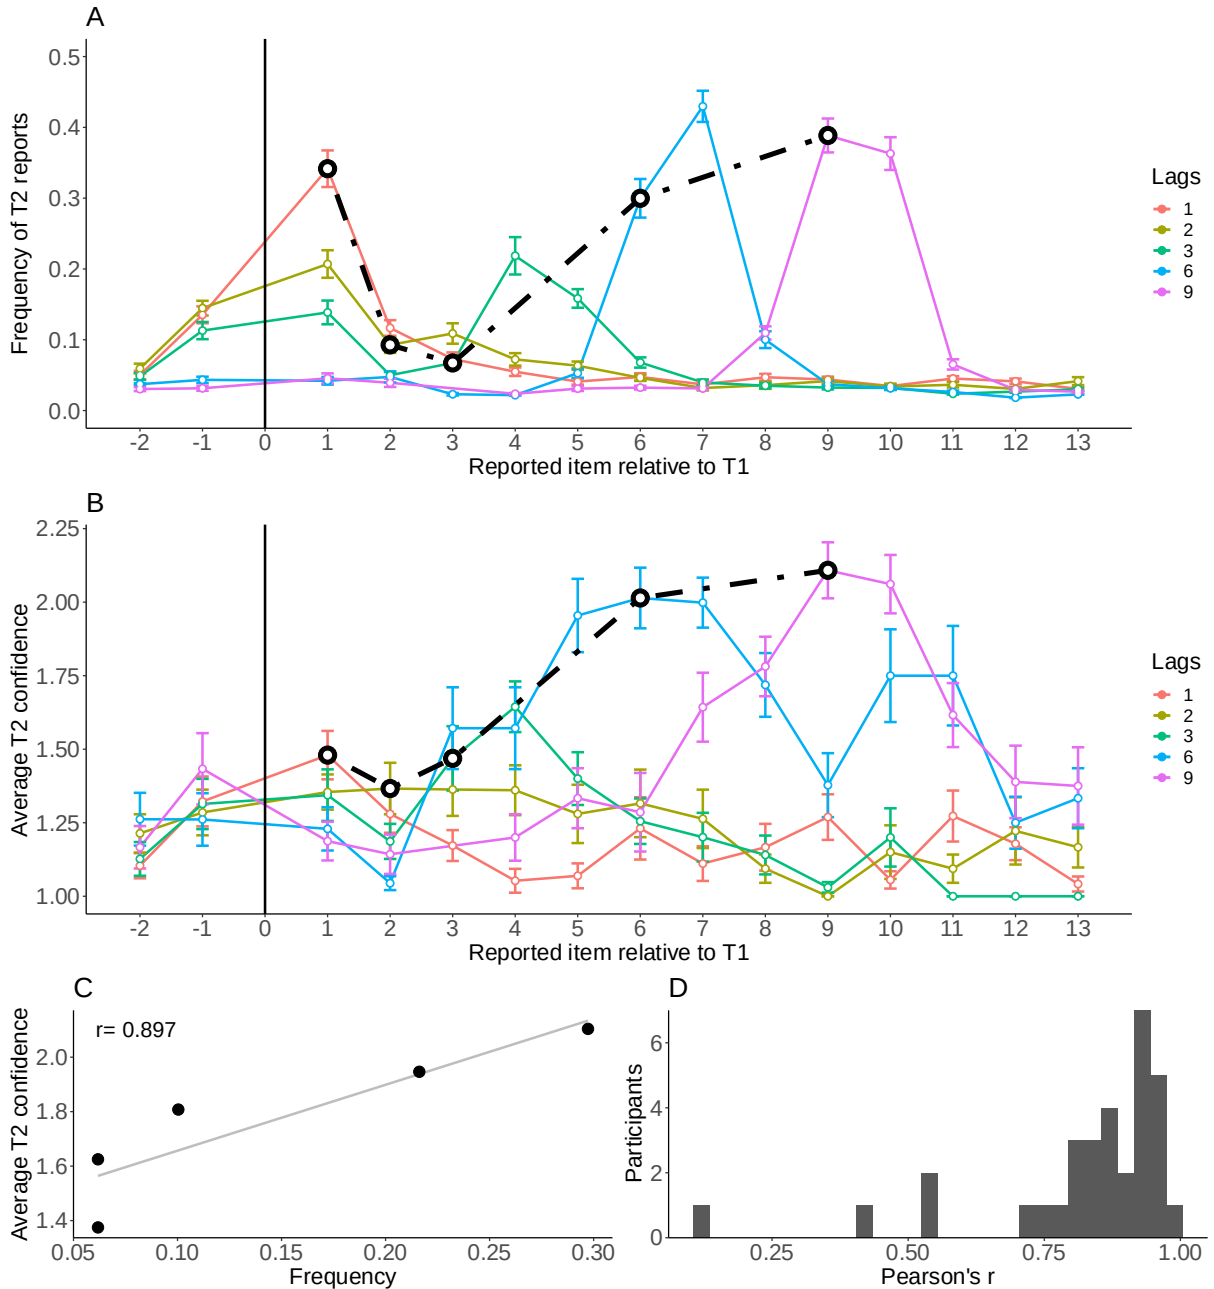 A
Frequency of T2 reports
0.5
0.4
0.3
0.2
0.1
0.0
-2 -1 0 1 2 3 4 5 6 7 8 9 10 11 12 13
Reported item relative to T1
Lags
1
2
3
6
9
B
Average T2 confidence
2.25
2.00
1.75
1.50
1.25
1.00
-2 -1 0 1 2 3 4 5 6 7 8 9 10 11 12 13
Reported item relative to T1
Lags
1
2
3
6
9
C
Average T2 confidence
r= 0.897
2.0
1.8
1.6
1.4
0.05 0.10 0.15 0.20 0.25 0.30
Frequency
D
Participants
6
4
2
0
0.25 0.50 0.75 1.00
Pearson's r